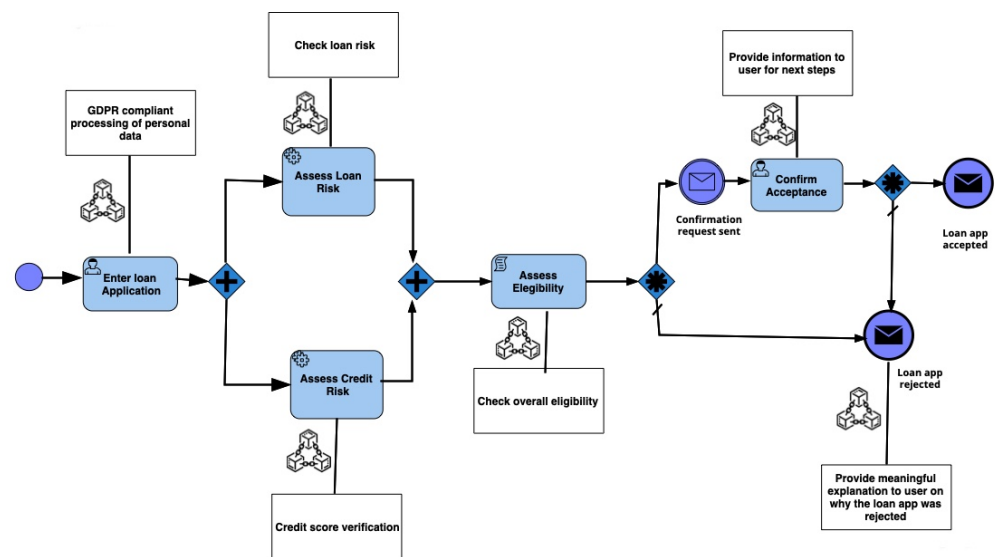 Check loan risk
Provide information to
user for next steps
GDPR compliant
processing of personal
data
Assess Loan
Risk
Confirm
Acceptance
Confirmation
request sent
Loan app
accepted
Enter loan
Application
Assess
Elegibility
Assess Credit
Risk
Loan app
rejected
Check overall eligibility
Credit score verification
Provide meaningful
explanation to user on
why the loan app was
rejected